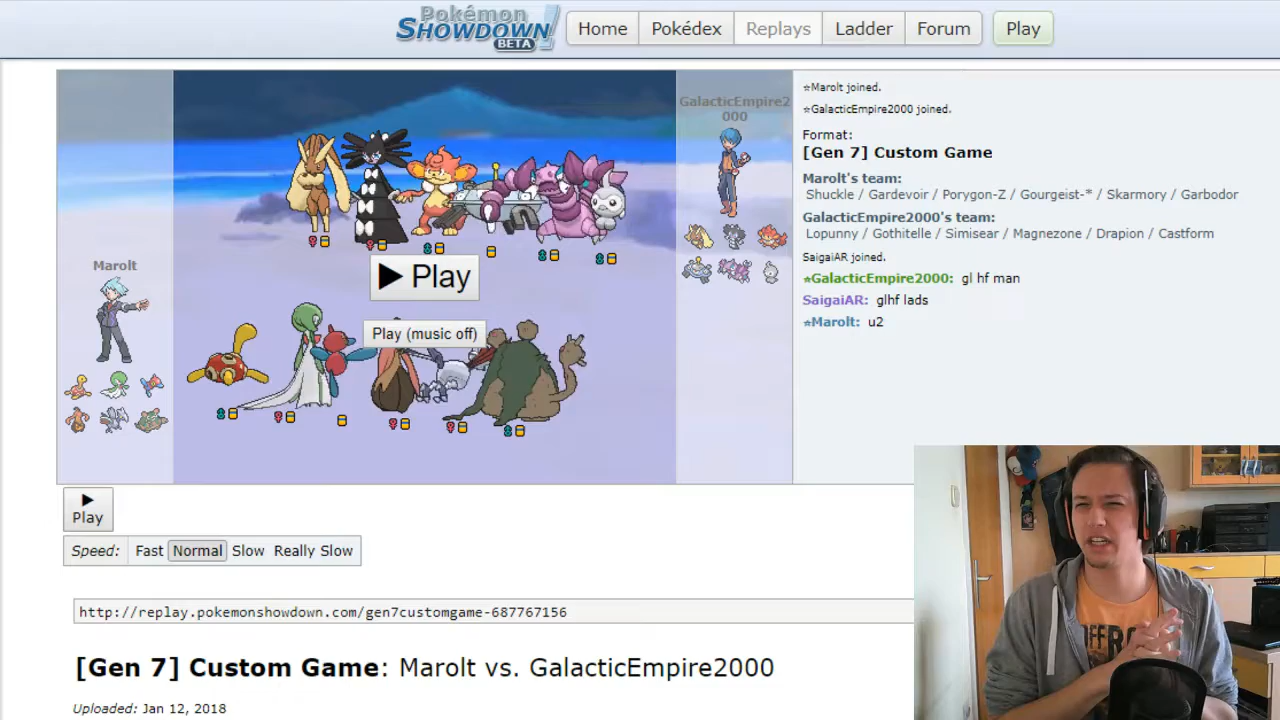 Pokémon
SHOWDOWN!
BETA
Home
Pokédex
Replays
Ladder
Forum
Play
Marolt
GalacticEmpire2
000
▶ Play
Play (music off)
☆Marolt joined.
☆GalacticEmpire2000 joined.
Format:
[Gen 7] Custom Game
Marolt's team:
Shuckle / Gardevoir / Porygon-Z / Gourgeist-* / Skarmory / Garbodor
GalacticEmpire2000's team:
Lopunny / Gothitelle / Simisear / Magnezone / Drapion / Castform
SaigaiAR joined.
☆GalacticEmpire2000: gl hf man
SaigaiAR: glhf lads
☆Marolt: u2
▶
Play
Speed: Fast Normal Slow Really Slow
http://replay.pokemonshowdown.com/gen7customgame-687767156
[Gen 7] Custom Game: Marolt vs. GalacticEmpire2000
Uploaded: Jan 12, 2018